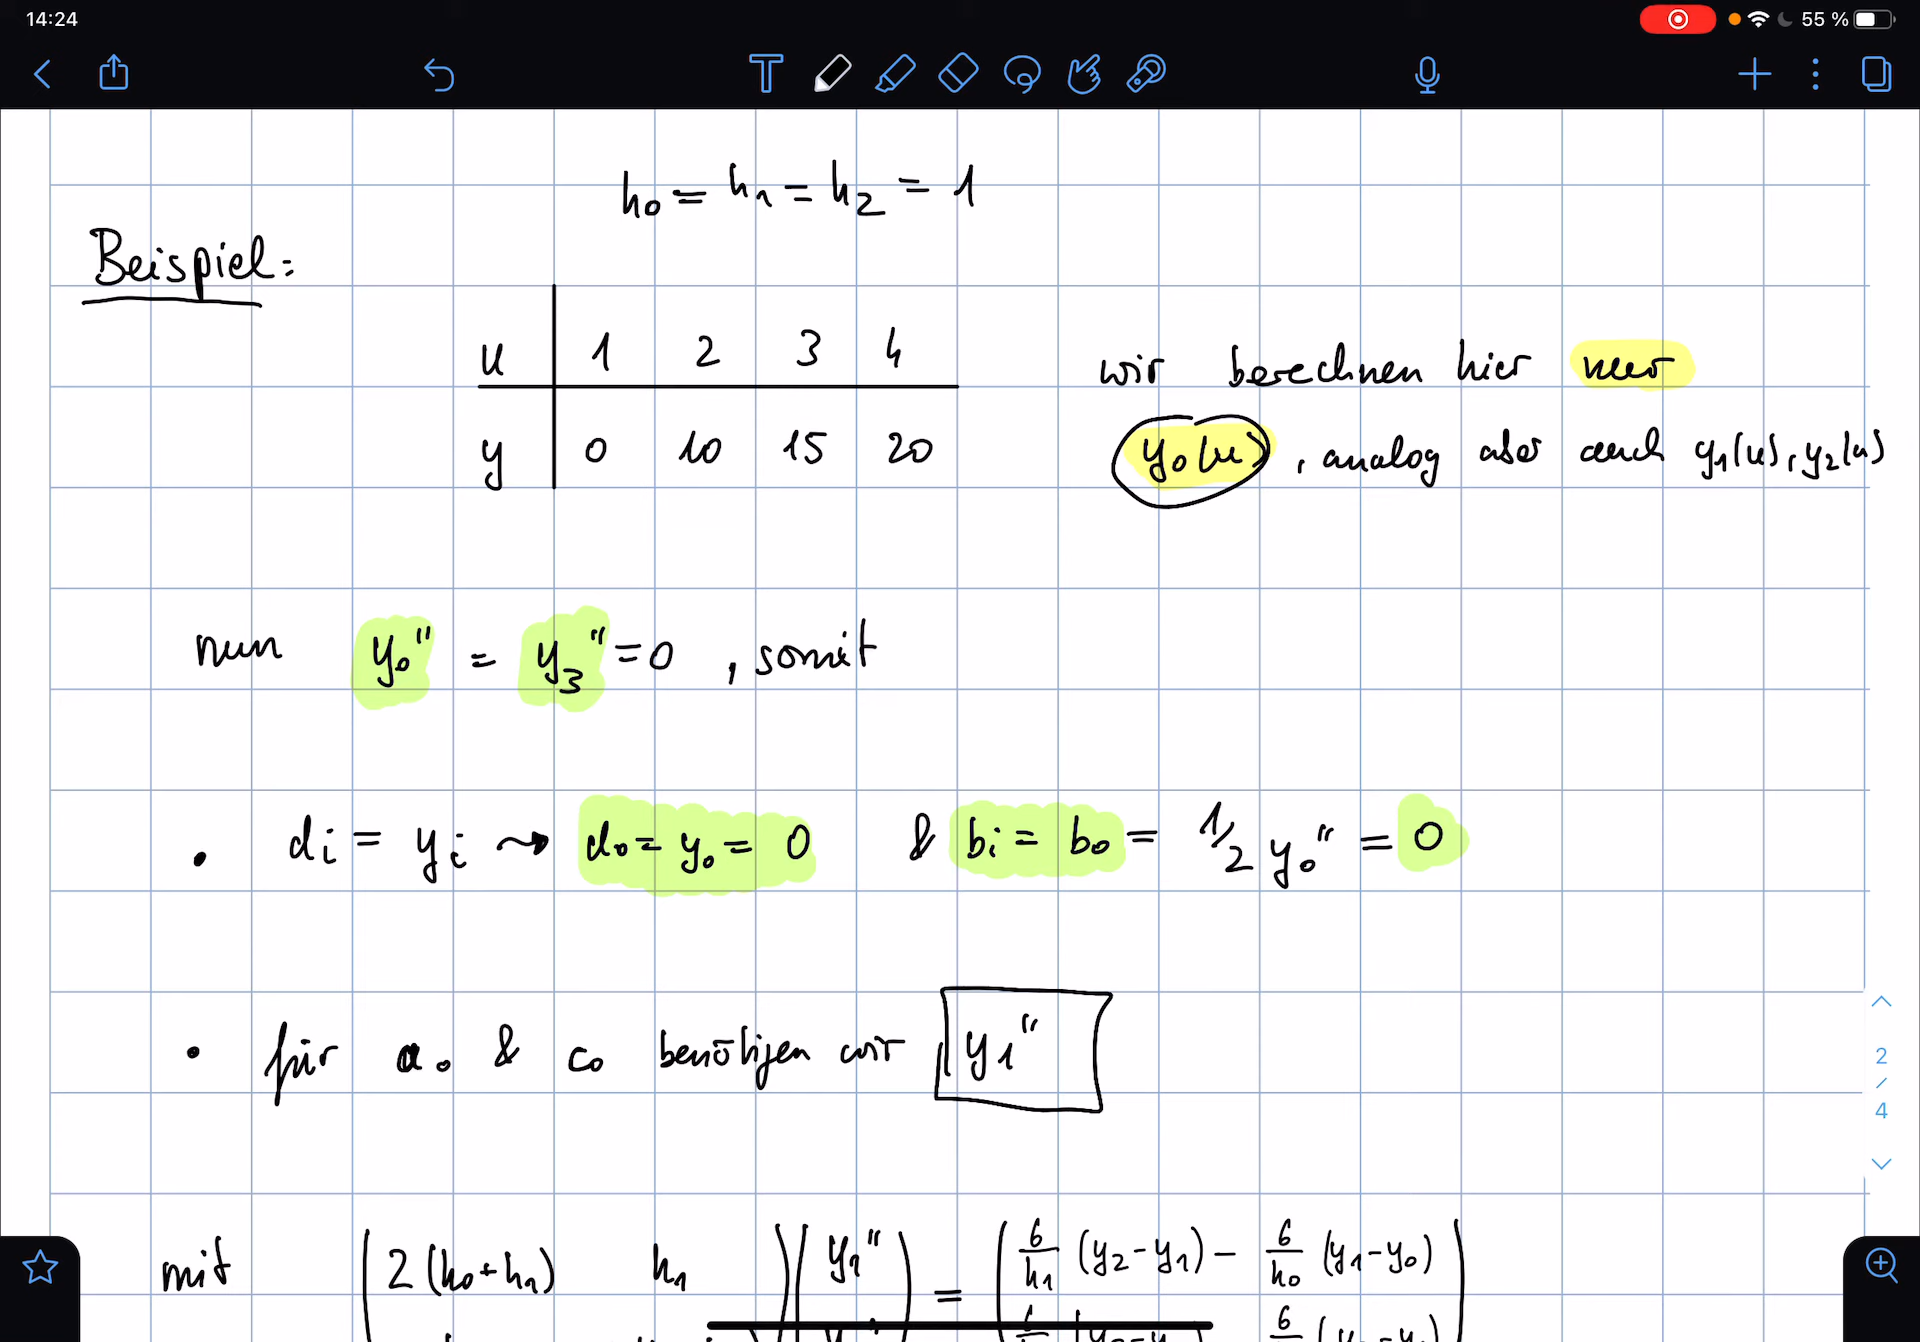 14:24
55 %
h₀ = h₁ = h₂ = 1
Beispiel:
u 1 2 3 4
y 0 10 15 20
wir berechnen hier nur
y₀(u), analog aber auch y₁(u), y₂(u)
nun y₀'' = y₃'' = 0, somit
• dᵢ = yᵢ ⇝ d₀ = y₀ = 0 & bᵢ = b₀ = 1/2 y₀'' = 0
• für a₀ & c₀ benötigen wir y₁''
2
/
4
mit ( 2(h₀+h₁) h₁ ) ( y₁'' ) = ( 6/h₁ (y₂-y₁) - 6/h₀ (y₁-y₀) )